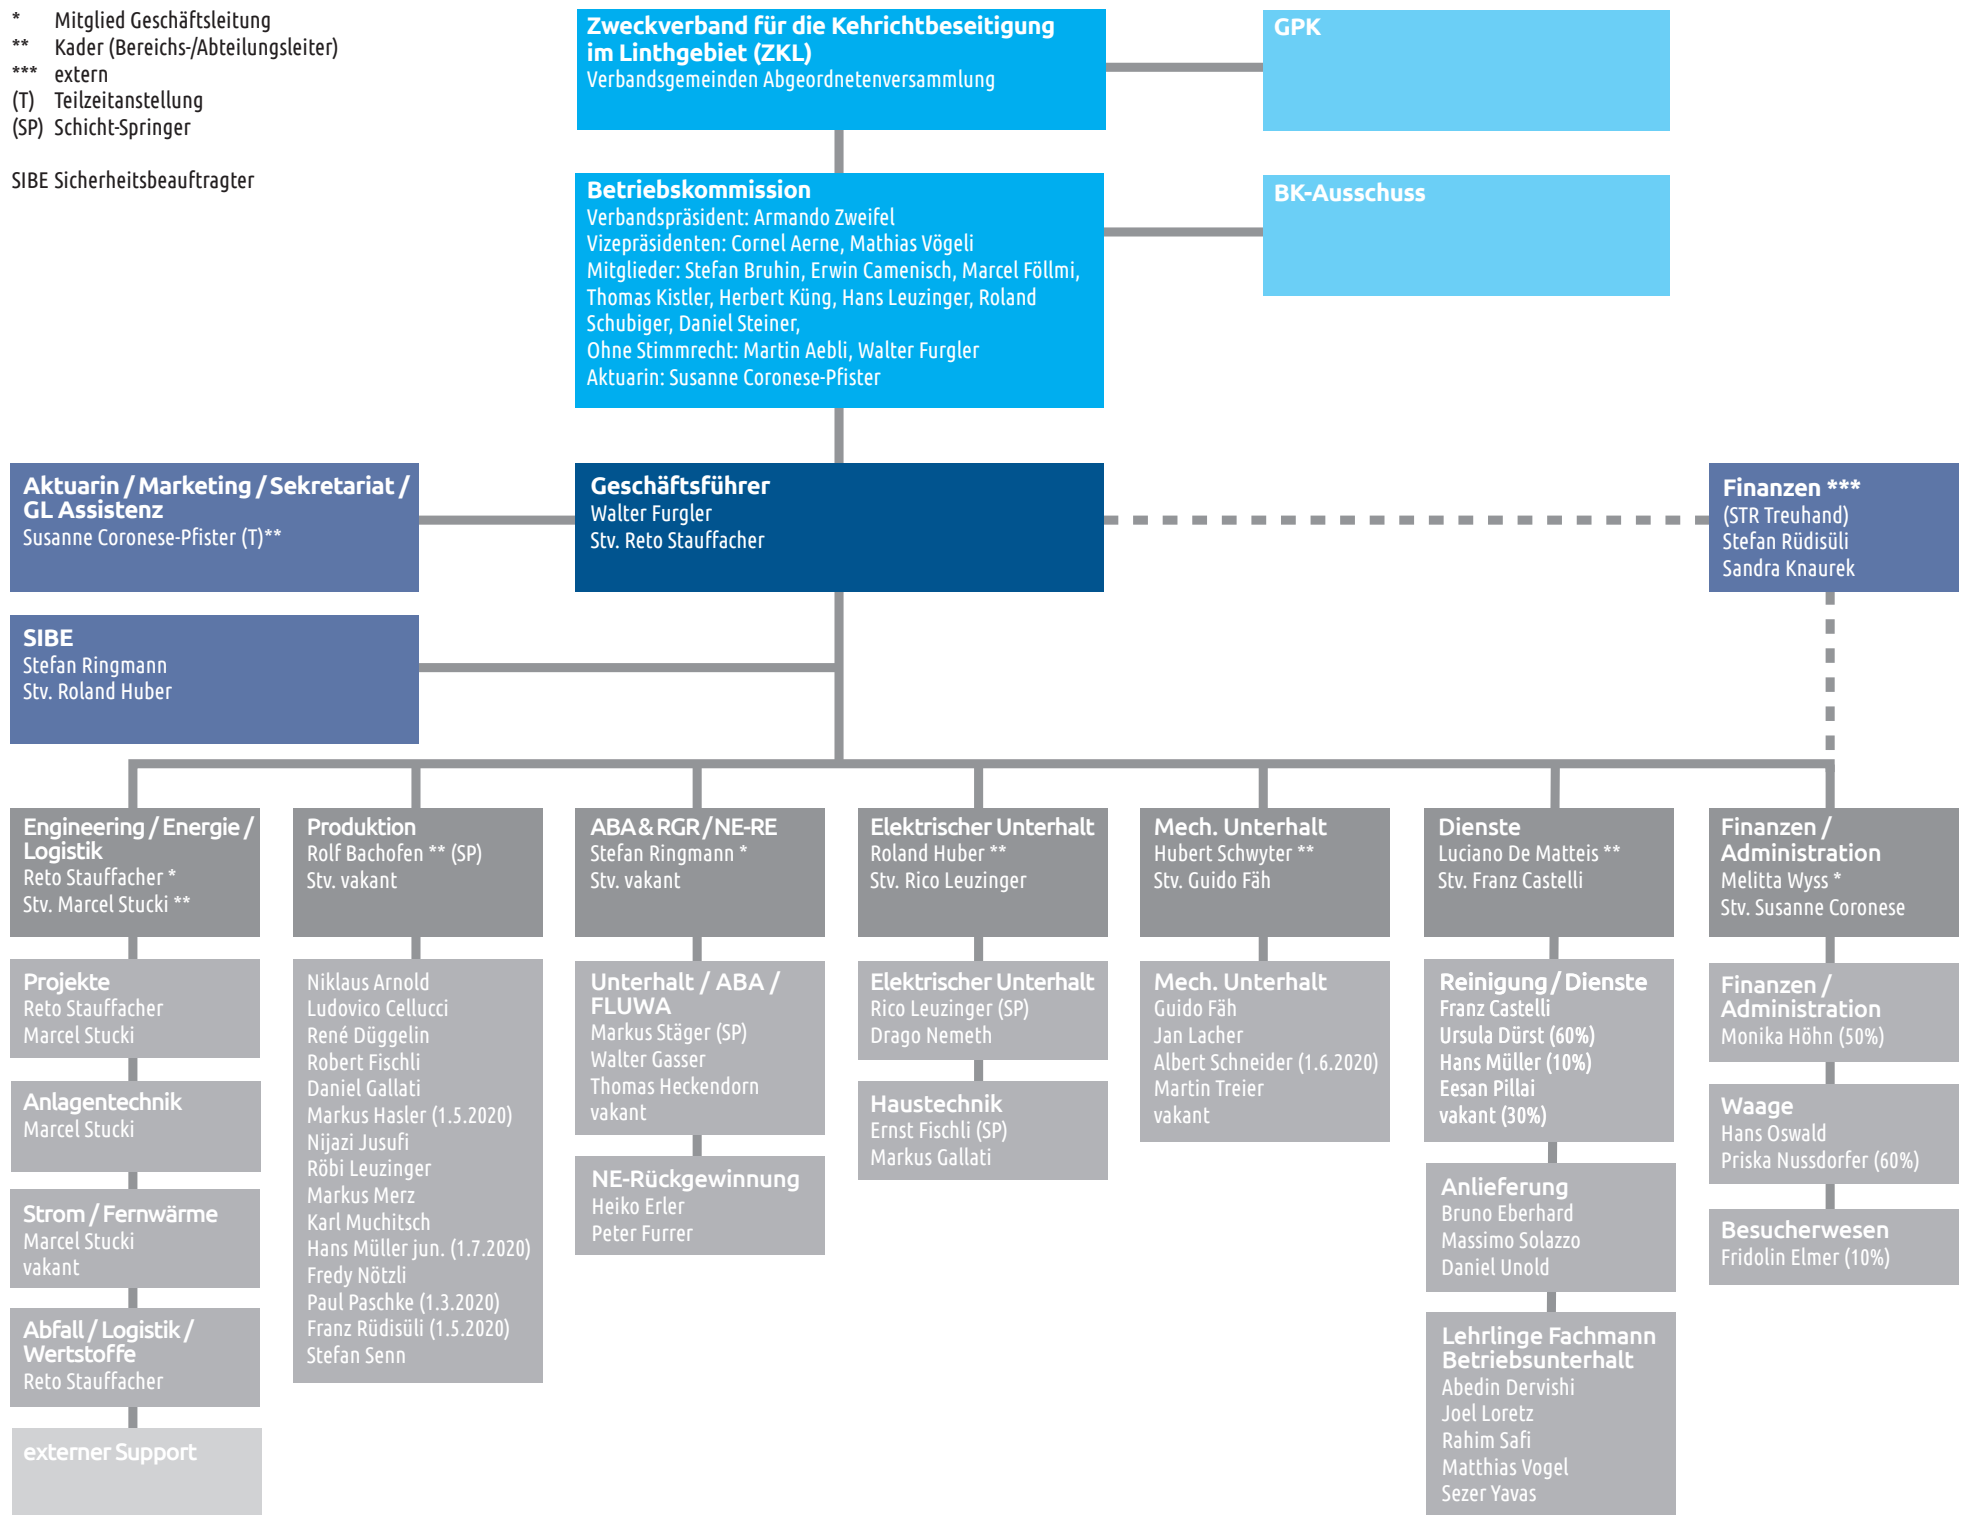 * Mitglied Geschäftsleitung
** Kader (Bereichs-/Abteilungsleiter)
*** extern
(T) Teilzeitanstellung
(SP) Schicht-Springer
SIBE Sicherheitsbeauftragter
Zweckverband für die Kehrichtbeseitigung
im Linthgebiet (ZKL)
Verbandsgemeinden Abgeordnetenversammlung
GPK
Betriebskommission
Verbandspräsident: Armando Zweifel
Vizepräsidenten: Cornel Aerne, Mathias Vögeli
Mitglieder: Stefan Bruhin, Erwin Camenisch, Marcel Föllmi,
Thomas Kistler, Herbert Küng, Hans Leuzinger, Roland
Schubiger, Daniel Steiner,
Ohne Stimmrecht: Martin Aebli, Walter Furgler
Aktuarin: Susanne Coronese-Pfister
BK-Ausschuss
Aktuarin / Marketing / Sekretariat /
GL Assistenz
Susanne Coronese-Pfister (T)**
Geschäftsführer
Walter Furgler
Stv. Reto Stauffacher
Finanzen ***
(STR Treuhand)
Stefan Rüdisüli
Sandra Knaurek
SIBE
Stefan Ringmann
Stv. Roland Huber
Engineering / Energie /
Logistik
Reto Stauffacher *
Stv. Marcel Stucki **
Projekte
Reto Stauffacher
Marcel Stucki
Anlagentechnik
Marcel Stucki
Strom / Fernwärme
Marcel Stucki
vakant
Abfall / Logistik /
Wertstoffe
Reto Stauffacher
externer Support
Produktion
Rolf Bachofen ** (SP)
Stv. vakant
Niklaus Arnold
Ludovico Cellucci
René Düggelin
Robert Fischli
Daniel Gallati
Markus Hasler (1.5.2020)
Nijazi Jusufi
Röbi Leuzinger
Markus Merz
Karl Muchitsch
Hans Müller jun. (1.7.2020)
Fredy Nötzli
Paul Paschke (1.3.2020)
Franz Rüdisüli (1.5.2020)
Stefan Senn
ABA & RGR / NE-RE
Stefan Ringmann *
Stv. vakant
Unterhalt / ABA /
FLUWA
Markus Stäger (SP)
Walter Gasser
Thomas Heckendorn
vakant
NE-Rückgewinnung
Heiko Erler
Peter Furrer
Elektrischer Unterhalt
Roland Huber **
Stv. Rico Leuzinger
Elektrischer Unterhalt
Rico Leuzinger (SP)
Drago Nemeth
Haustechnik
Ernst Fischli (SP)
Markus Gallati
Mech. Unterhalt
Hubert Schwyter **
Stv. Guido Fäh
Mech. Unterhalt
Guido Fäh
Jan Lacher
Albert Schneider (1.6.2020)
Martin Treier
vakant
Dienste
Luciano De Matteis **
Stv. Franz Castelli
Reinigung / Dienste
Franz Castelli
Ursula Dürst (60%)
Hans Müller (10%)
Eesan Pillai
vakant (30%)
Anlieferung
Bruno Eberhard
Massimo Solazzo
Daniel Unold
Lehrlinge Fachmann
Betriebsunterhalt
Abedin Dervishi
Joel Loretz
Rahim Safi
Matthias Vogel
Sezer Yavas
Finanzen /
Administration
Melitta Wyss *
Stv. Susanne Coronese
Finanzen /
Administration
Monika Höhn (50%)
Waage
Hans Oswald
Priska Nussdorfer (60%)
Besucherwesen
Fridolin Elmer (10%)